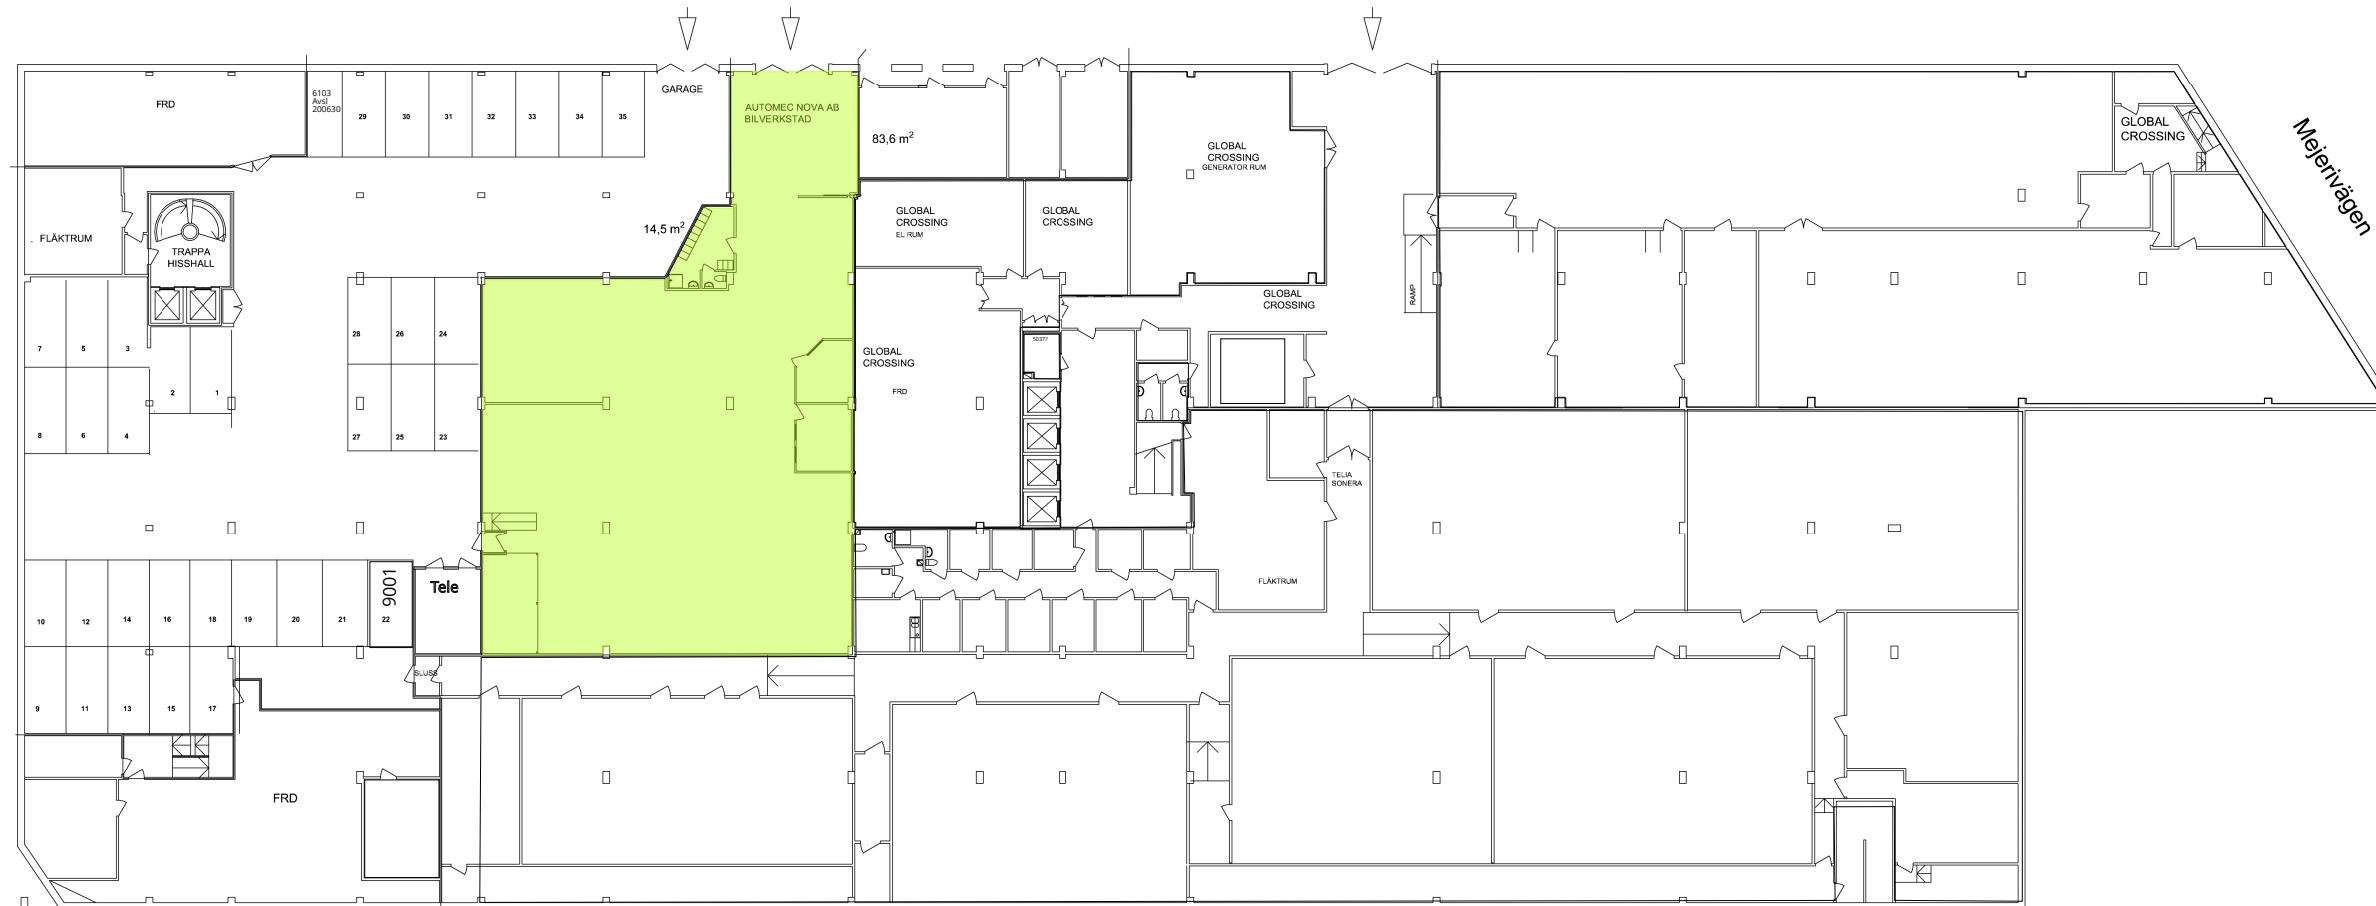 FRD
6103
Avsl
200630
29
30
31
32
33
34
35
GARAGE
AUTOMEC NOVA AB
BILVERKSTAD
83,6 m²
GLOBAL
CROSSING
GENERATOR RUM
GLOBAL
CROSSING
Mejerivägen
FLÄKTRUM
TRAPPA
HISSHALL
14,5 m²
GLOBAL
CROSSING
EL RUM
GLOBAL
CROSSING
GLOBAL
CROSSING
RAMP
28
26
24
7
5
3
2
1
GLOBAL
CROSSING
FRD
5037?
8
6
4
27
25
23
TELIA
SONERA
Tele
9001
FLÄKTRUM
10
12
14
16
18
19
20
21
22
SLUSS
9
11
13
15
17
FRD